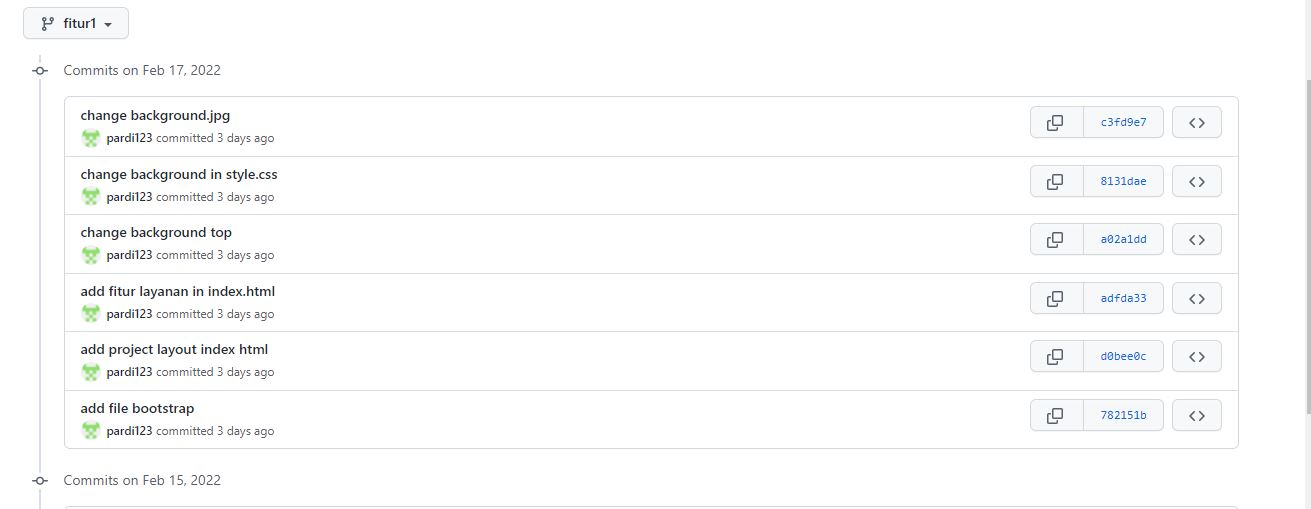 fitur1
Commits on Feb 17, 2022
change background.jpg
pardi123 committed 3 days ago
c3fd9e7
change background in style.css
pardi123 committed 3 days ago
8131dae
change background top
pardi123 committed 3 days ago
a02a1dd
add fitur layanan in index.html
pardi123 committed 3 days ago
adfda33
add project layout index html
pardi123 committed 3 days ago
d0bee0c
add file bootstrap
pardi123 committed 3 days ago
782151b
Commits on Feb 15, 2022